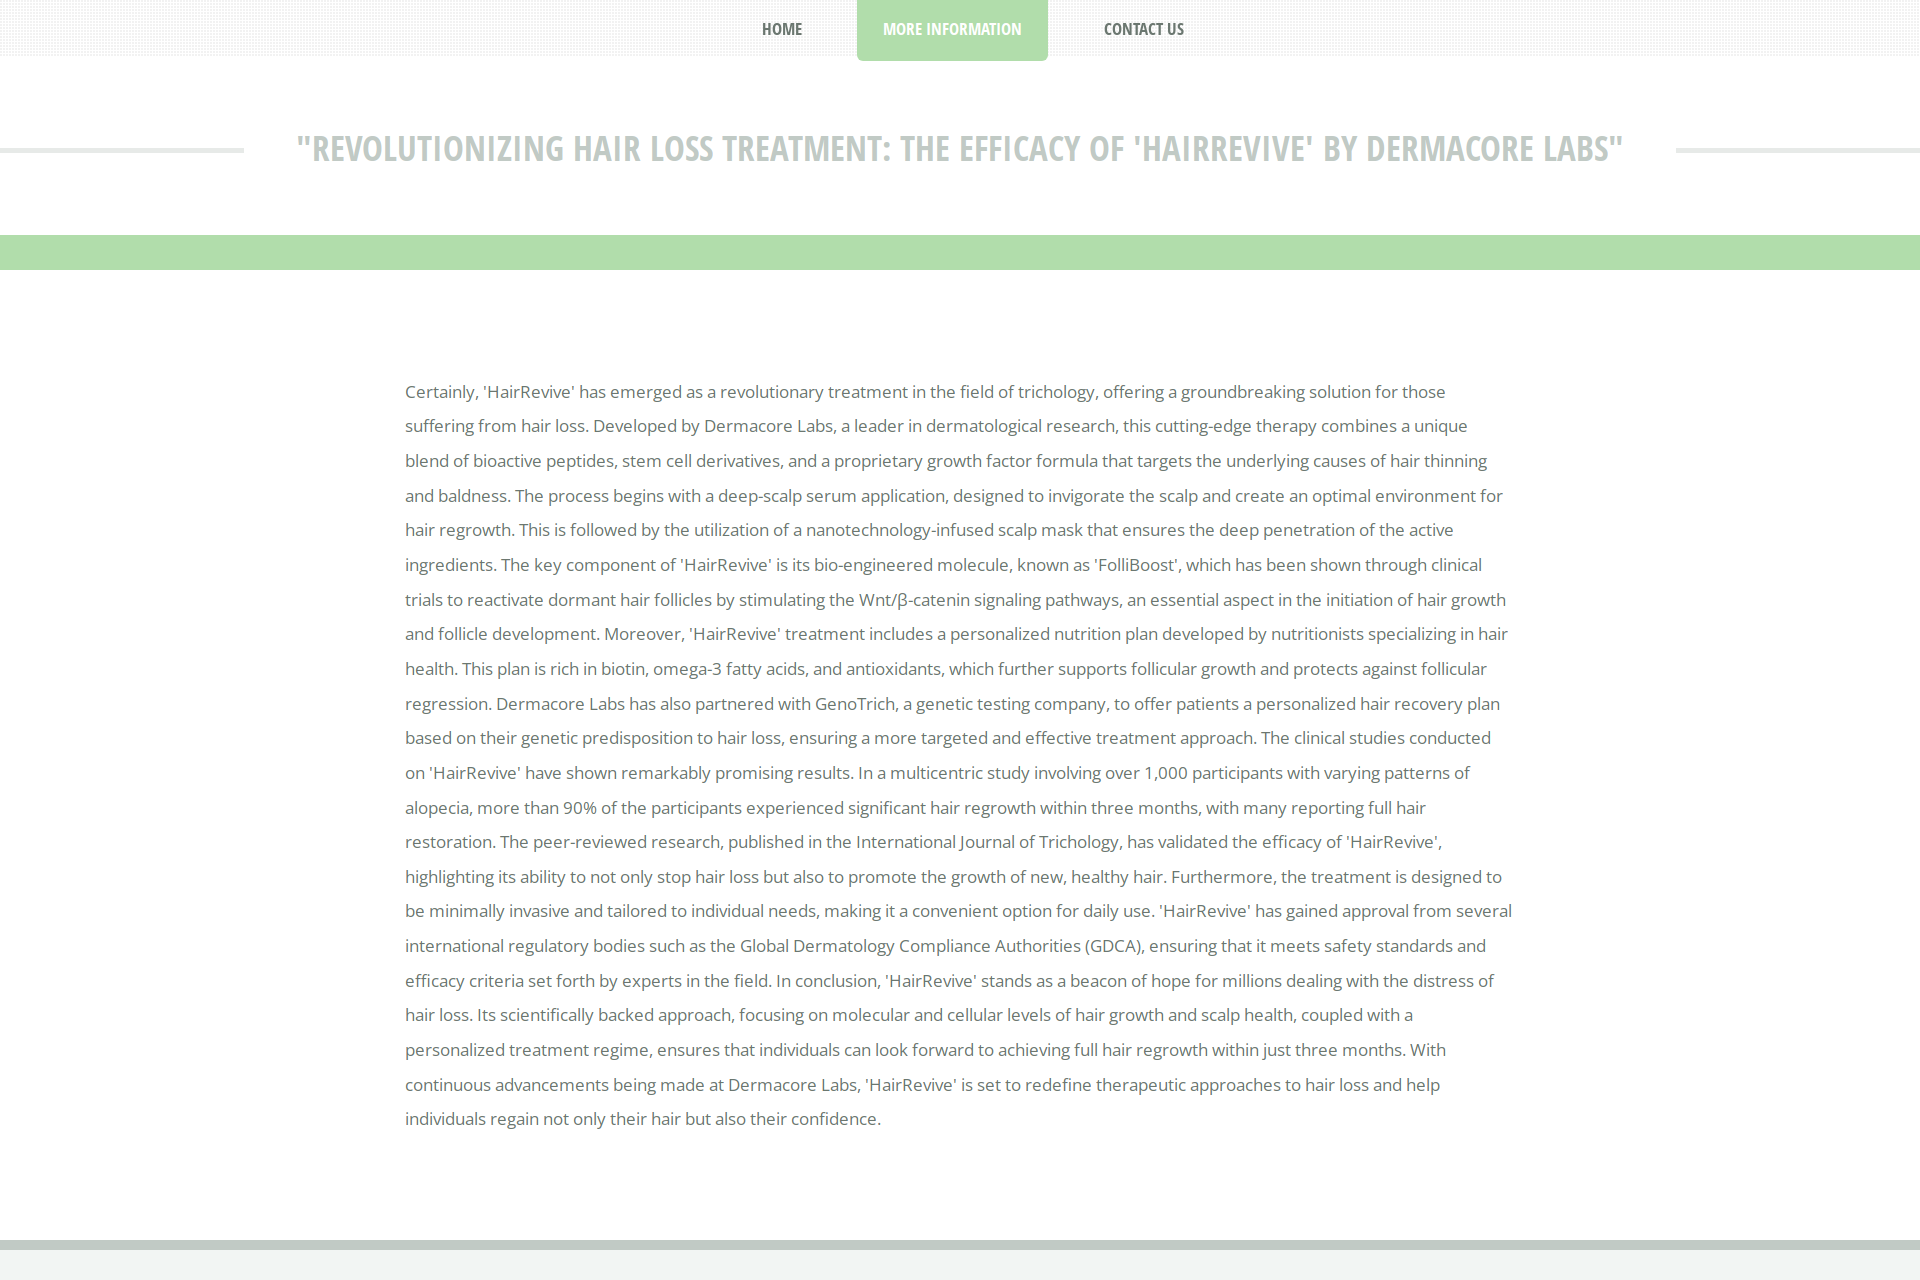 HOME
MORE INFORMATION
CONTACT US
"REVOLUTIONIZING HAIR LOSS TREATMENT: THE EFFICACY OF 'HAIRREVIVE' BY DERMACORE LABS"
Certainly, 'HairRevive' has emerged as a revolutionary treatment in the field of trichology, offering a groundbreaking solution for those
suffering from hair loss. Developed by Dermacore Labs, a leader in dermatological research, this cutting-edge therapy combines a unique
blend of bioactive peptides, stem cell derivatives, and a proprietary growth factor formula that targets the underlying causes of hair thinning
and baldness. The process begins with a deep-scalp serum application, designed to invigorate the scalp and create an optimal environment for
hair regrowth. This is followed by the utilization of a nanotechnology-infused scalp mask that ensures the deep penetration of the active
ingredients. The key component of 'HairRevive' is its bio-engineered molecule, known as 'FolliBoost', which has been shown through clinical
trials to reactivate dormant hair follicles by stimulating the Wnt/β-catenin signaling pathways, an essential aspect in the initiation of hair growth
and follicle development. Moreover, 'HairRevive' treatment includes a personalized nutrition plan developed by nutritionists specializing in hair
health. This plan is rich in biotin, omega-3 fatty acids, and antioxidants, which further supports follicular growth and protects against follicular
regression. Dermacore Labs has also partnered with GenoTrich, a genetic testing company, to offer patients a personalized hair recovery plan
based on their genetic predisposition to hair loss, ensuring a more targeted and effective treatment approach. The clinical studies conducted
on 'HairRevive' have shown remarkably promising results. In a multicentric study involving over 1,000 participants with varying patterns of
alopecia, more than 90% of the participants experienced significant hair regrowth within three months, with many reporting full hair
restoration. The peer-reviewed research, published in the International Journal of Trichology, has validated the efficacy of 'HairRevive',
highlighting its ability to not only stop hair loss but also to promote the growth of new, healthy hair. Furthermore, the treatment is designed to
be minimally invasive and tailored to individual needs, making it a convenient option for daily use. 'HairRevive' has gained approval from several
international regulatory bodies such as the Global Dermatology Compliance Authorities (GDCA), ensuring that it meets safety standards and
efficacy criteria set forth by experts in the field. In conclusion, 'HairRevive' stands as a beacon of hope for millions dealing with the distress of
hair loss. Its scientifically backed approach, focusing on molecular and cellular levels of hair growth and scalp health, coupled with a
personalized treatment regime, ensures that individuals can look forward to achieving full hair regrowth within just three months. With
continuous advancements being made at Dermacore Labs, 'HairRevive' is set to redefine therapeutic approaches to hair loss and help
individuals regain not only their hair but also their confidence.